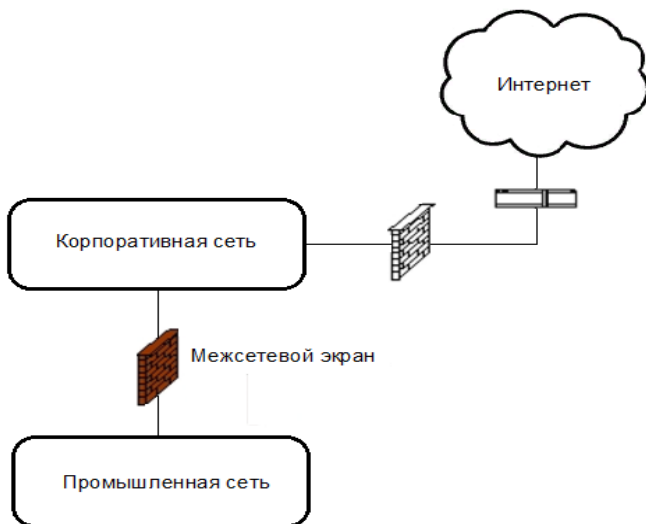 Интернет
Корпоративная сеть
Межсетевой экран
Промышленная сеть